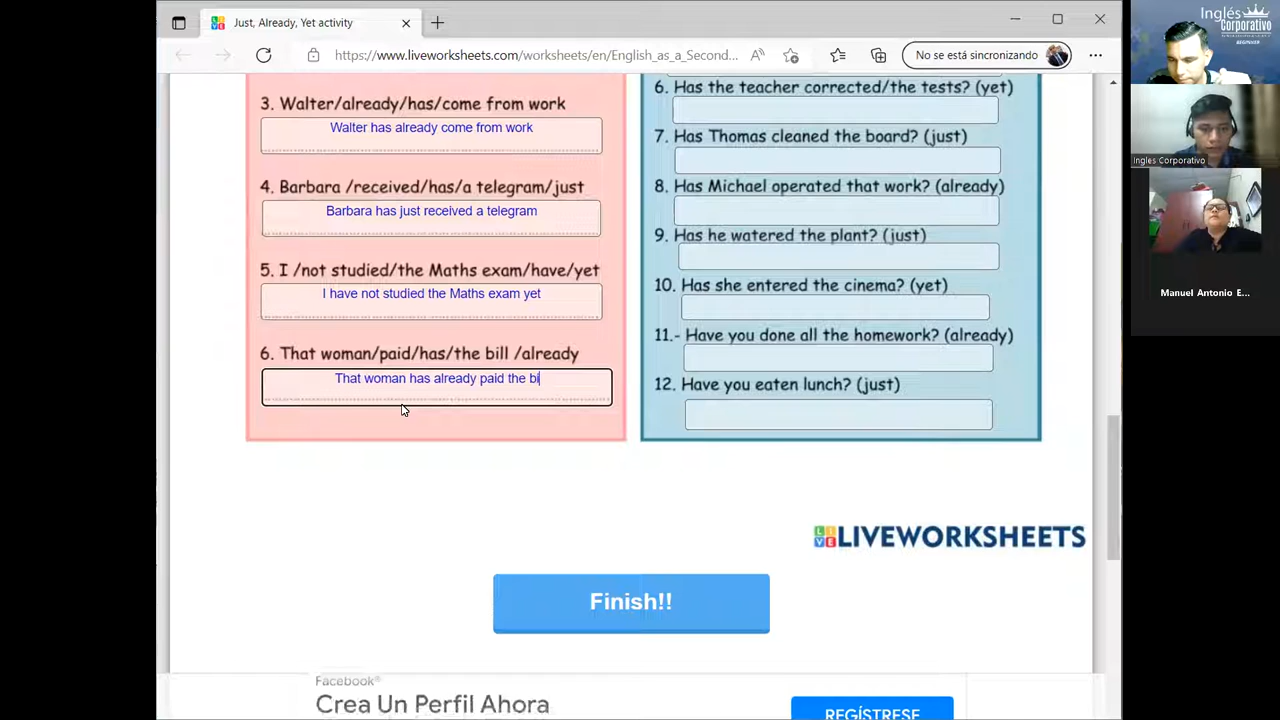 Just, Already, Yet activity
https://www.liveworksheets.com/worksheets/en/English_as_a_Second...
No se está sincronizando
3. Walter/already/has/come from work
Walter has already come from work
4. Barbara /received/has/a telegram/just
Barbara has just received a telegram
5. I /not studied/the Maths exam/have/yet
I have not studied the Maths exam yet
6. That woman/paid/has/the bill /already
That woman has already paid the bi
6. Has the teacher corrected/the tests? (yet)
7. Has Thomas cleaned the board? (just)
8. Has Michael operated that work? (already)
9. Has he watered the plant? (just)
10. Has she entered the cinema? (yet)
11.- Have you done all the homework? (already)
12. Have you eaten lunch? (just)
LIVE
LIVEWORKSHEETS
Finish!!
Facebook®
Crea Un Perfil Ahora
REGÍSTRESE
Inglés
Corporativo
BEGINNER
Ingles Corporativo
Manuel Antonio E...